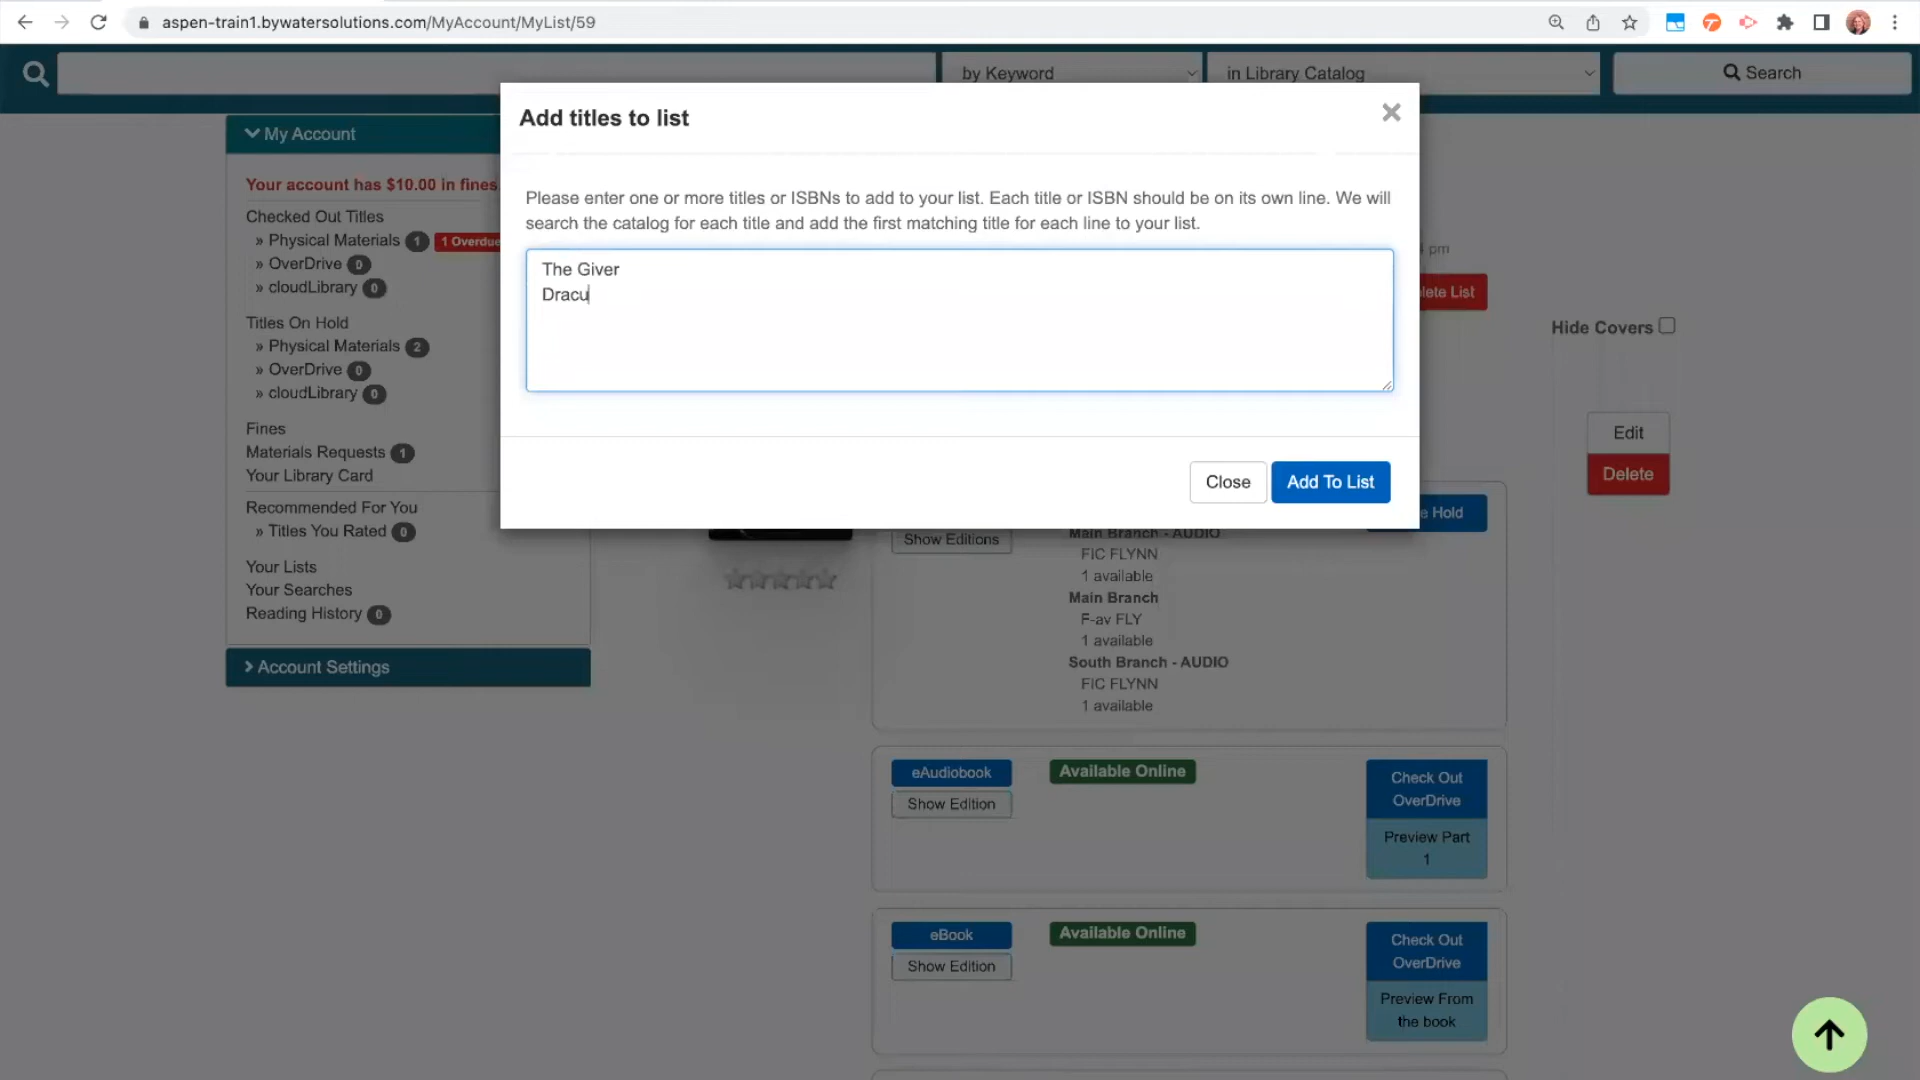 aspen-train1.bywatersolutions.com/MyAccount/MyList/59
by Keyword
in Library Catalog
Search
Add titles to list
Please enter one or more titles or ISBNs to add to your list. Each title or ISBN should be on its own line. We will
search the catalog for each title and add the first matching title for each line to your list.
The Giver
Dracu
Close
Add To List
My Account
Your account has $10.00 in fines
Checked Out Titles
» Physical Materials 1 1 Overdue
» OverDrive 0
» cloudLibrary 0
Titles On Hold
» Physical Materials 2
» OverDrive 0
» cloudLibrary 0
Fines
Materials Requests 1
Your Library Card
Recommended For You
» Titles You Rated 0
Your Lists
Your Searches
Reading History 0
Account Settings
pm
lete List
Hide Covers
Edit
Delete
Hold
Show Editions
Main Branch - AUDIO
FIC FLYNN
1 available
Main Branch
F-av FLY
1 available
South Branch - AUDIO
FIC FLYNN
1 available
eAudiobook
Show Edition
Available Online
Check Out
OverDrive
Preview Part
1
eBook
Show Edition
Available Online
Check Out
OverDrive
Preview From
the book